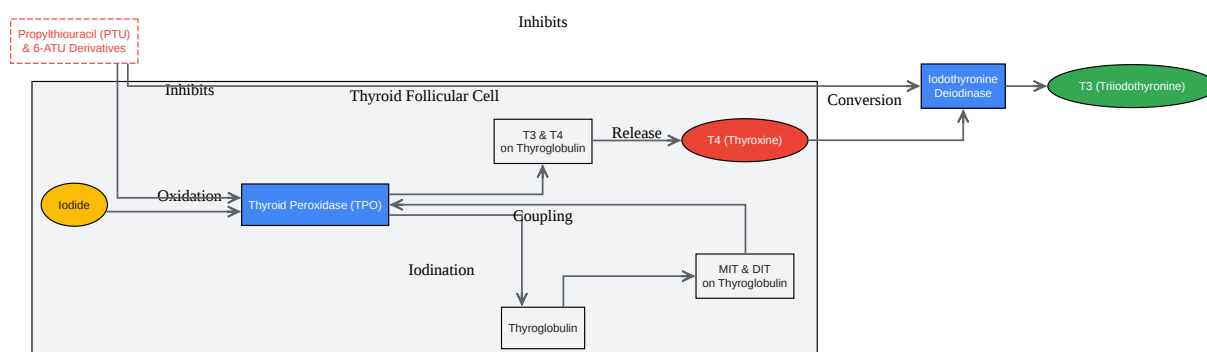 Inhibits
Propylthiouracil (PTU)
& 6-ATU Derivatives
Iodothyronine
Deiodinase
T3 (Triiodothyronine)
Inhibits
Thyroid Follicular Cell
Conversion
T3 & T4
on Thyroglobulin
Release
T4 (Thyroxine)
Oxidation
Iodide
Thyroid Peroxidase (TPO)
Coupling
Iodination
MIT & DIT
on Thyroglobulin
Thyroglobulin